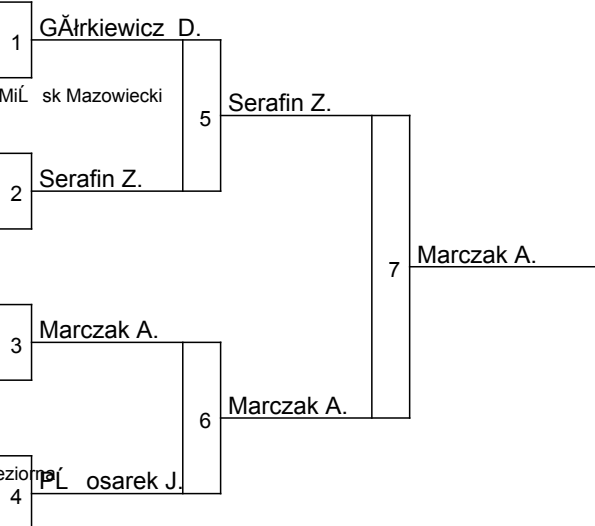 1
GĂłrkiewicz D.
MiĹ sk Mazowiecki
5
Serafin Z.
2
Serafin Z.
7
Marczak A.
3
Marczak A.
6
Marczak A.
eziorna
4
PĹ osarek J.